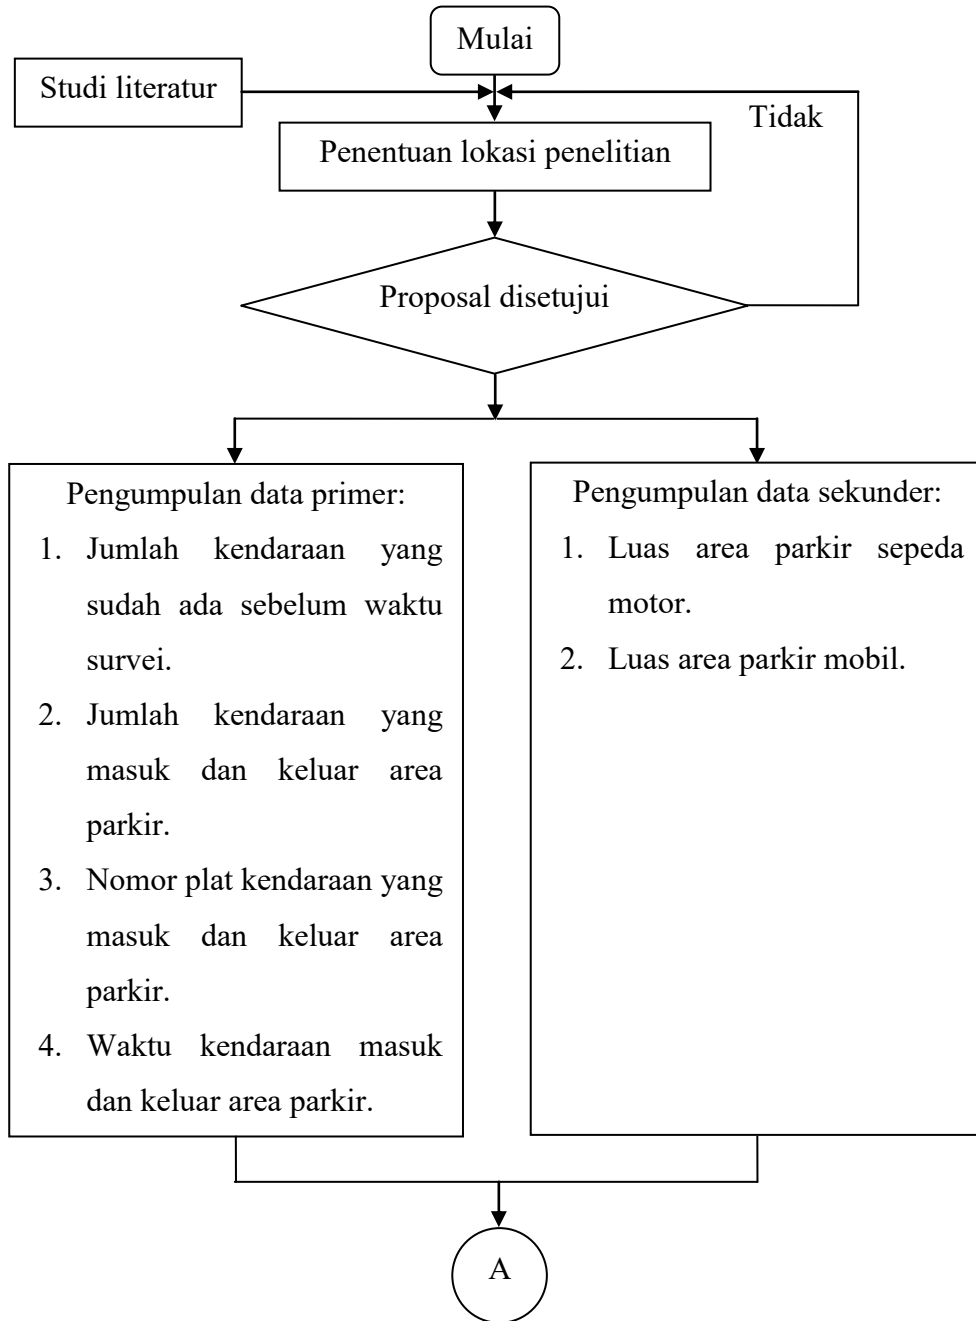 Mulai
Studi literatur
Tidak
Penentuan lokasi penelitian
Proposal disetujui
Pengumpulan data primer:
1. Jumlah kendaraan yang
sudah ada sebelum waktu
survei.
2. Jumlah kendaraan yang
masuk dan keluar area
parkir.
3. Nomor plat kendaraan yang
masuk dan keluar area
parkir.
4. Waktu kendaraan masuk
dan keluar area parkir.
Pengumpulan data sekunder:
1. Luas area parkir sepeda
motor.
2. Luas area parkir mobil.
A